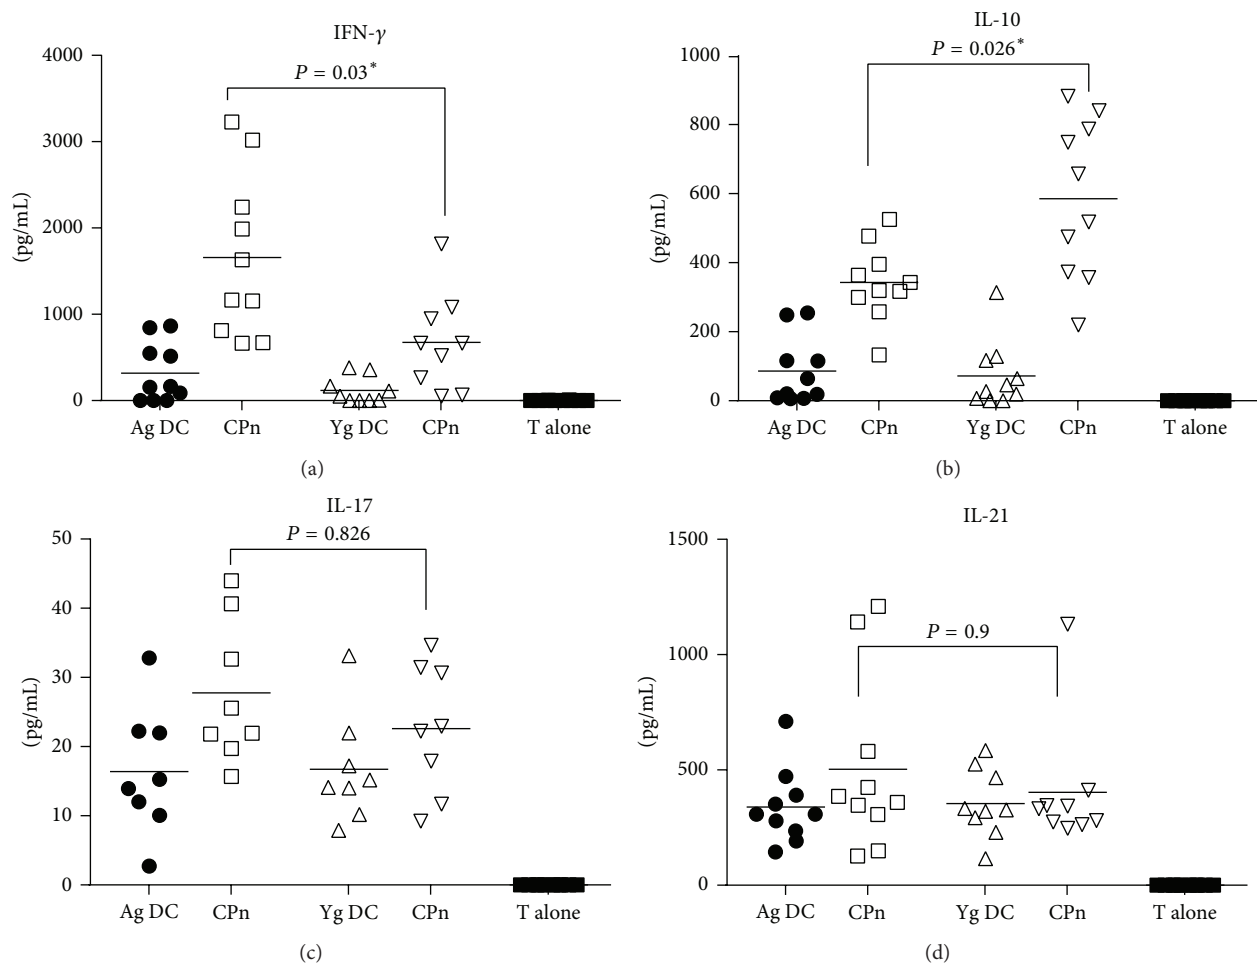 IFN-γ
P = 0.03*
4000
3000
2000
1000
0
(pg/mL)
Ag DC CPn Yg DC CPn T alone
(a)
IL-10
P = 0.026*
1000
800
600
400
200
0
(pg/mL)
Ag DC CPn Yg DC CPn T alone
(b)
IL-17
P = 0.826
50
40
30
20
10
0
(pg/mL)
Ag DC CPn Yg DC CPn T alone
(c)
IL-21
P = 0.9
1500
1000
500
0
(pg/mL)
Ag DC CPn Yg DC CPn T alone
(d)